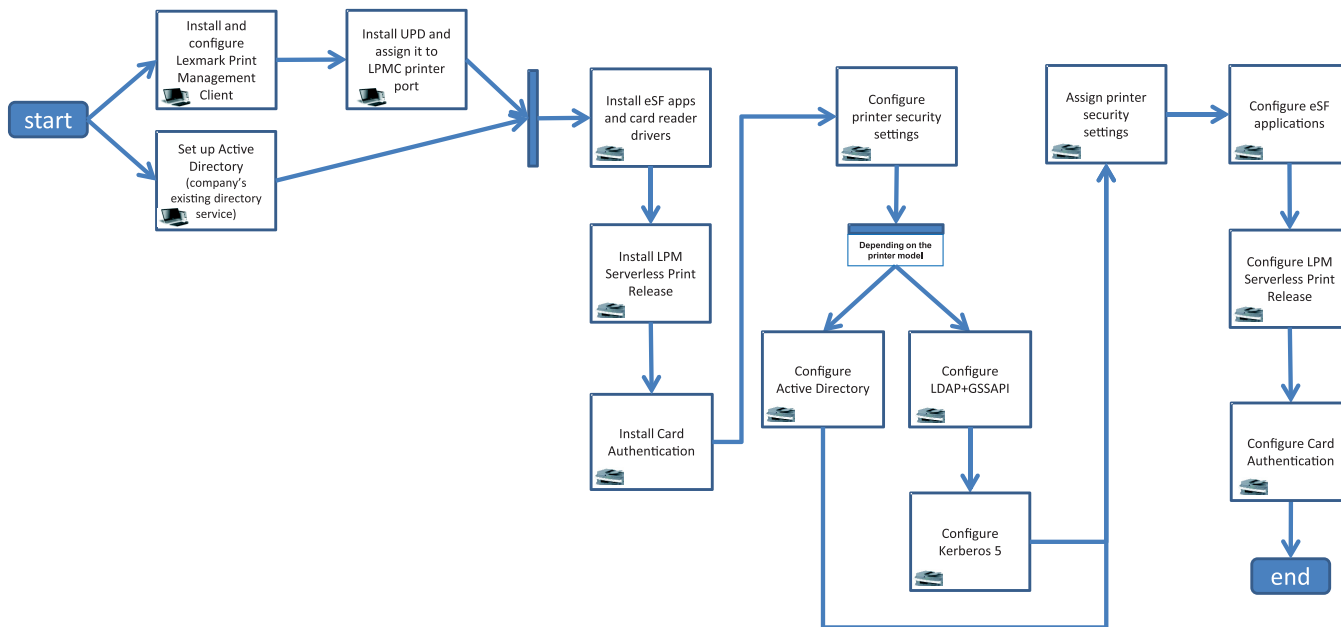 start
Install and
configure
Lexmark Print
Management
Client
Install UPD and
assign it to
LPMC printer
port
Set up Active
Directory
(company's
existing directory
service)
Install eSF apps
and card reader
drivers
Install LPM
Serverless Print
Release
Install Card
Authentication
Configure
printer security
settings
Depending on the
printer model
Configure
Active Directory
Configure
LDAP+GSSAPI
Configure
Kerberos 5
Assign printer
security
settings
Configure eSF
applications
Configure LPM
Serverless Print
Release
Configure Card
Authentication
end